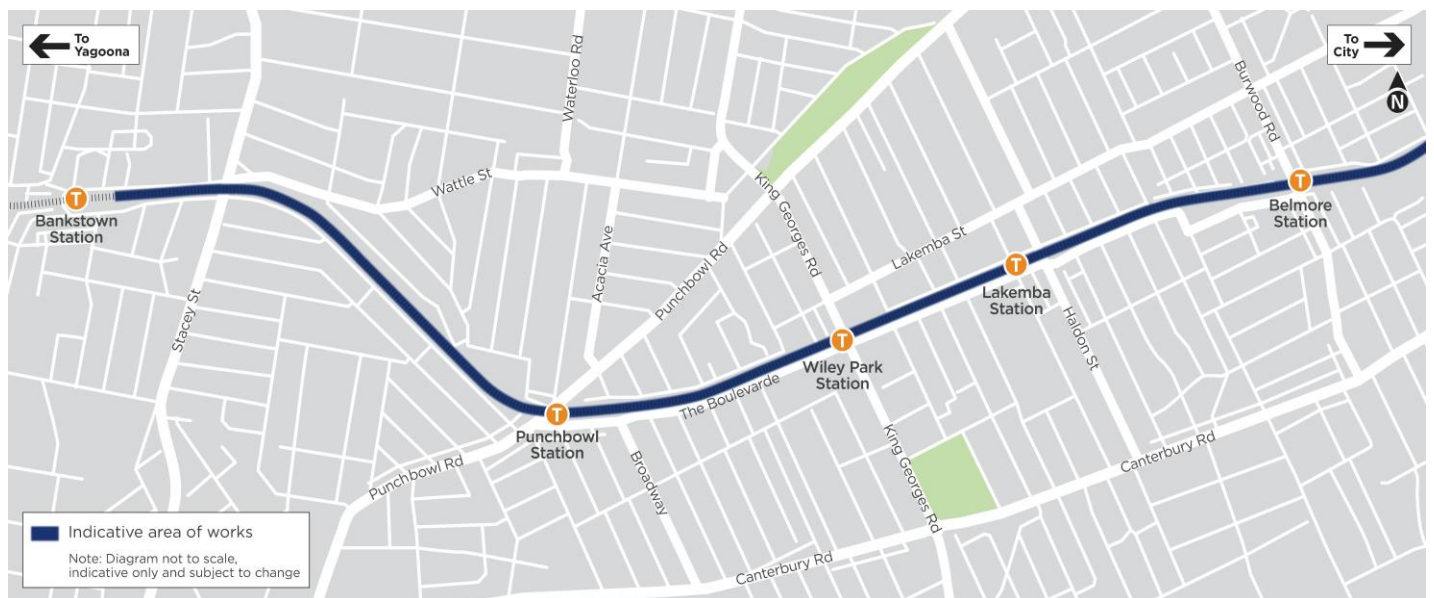 To
Yagoona
To
City
N
Waterloo Rd
Burwood Rd
Wattle St
King Georges Rd
T
Bankstown
Station
T
Belmore
Station
Acacia Ave
Punchbowl Rd
Lakemba St
T
Lakemba
Station
Stacey St
Haldon St
T
Wiley Park
Station
The Boulevarde
T
Punchbowl
Station
Punchbowl Rd
Broadway
King Georges Rd
Canterbury Rd
Canterbury Rd
Indicative area of works
Note: Diagram not to scale,
indicative only and subject to change